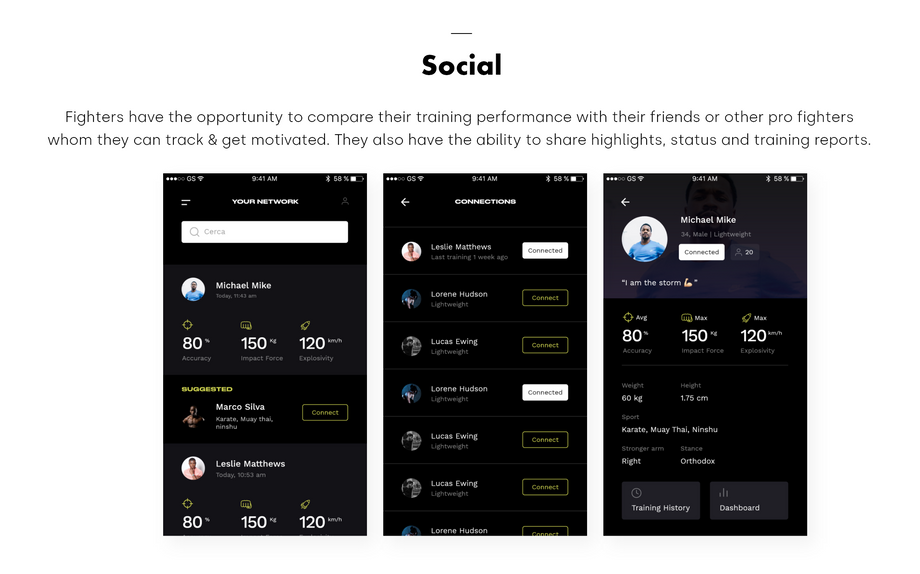 Social
Fighters have the opportunity to compare their training performance with their friends or other pro fighters
whom they can track & get motivated. They also have the ability to share highlights, status and training reports.
GS 9:41 AM 58 %
YOUR NETWORK
Cerca
Michael Mike
Today, 11:43 am
80 % 150 Kg 120 km/h
Accuracy Impact Force Explosivity
SUGGESTED
Marco Silva
Karate, Muay thai,
ninshu
Connect
Leslie Matthews
Today, 10:53 am
80 % 150 Kg 120 km/h
GS 9:41 AM 58 %
CONNECTIONS
Leslie Matthews
Last training 1 week ago
Connected
Lorene Hudson
Lightweight
Connect
Lucas Ewing
Lightweight
Connect
Lorene Hudson
Lightweight
Connected
Lucas Ewing
Lightweight
Connect
Lucas Ewing
Lightweight
Connect
Lorene Hudson
Connect
GS 9:41 AM 58 %
Michael Mike
34, Male | Lightweight
Connected 20
“I am the storm 💪🏻”
Avg Max Max
80 % 150 Kg 120 km/h
Accuracy Impact Force Explosivity
Weight Height
60 kg 1.75 cm
Sport
Karate, Muay Thai, Ninshu
Stronger arm Stance
Right Orthodox
Training History Dashboard